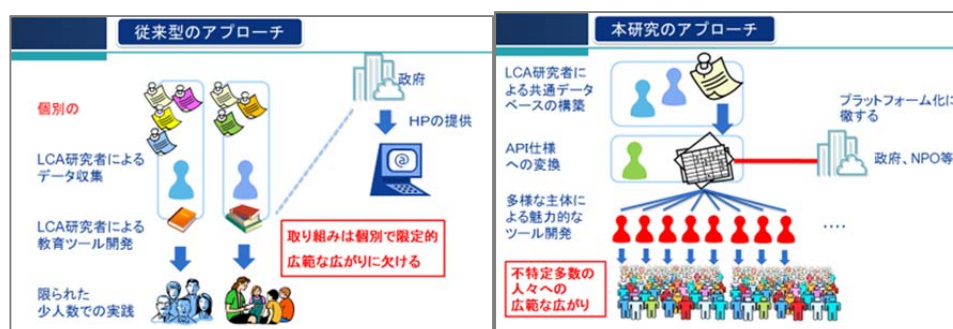 従来型のアプローチ
個別の
LCA研究者による
データ収集
LCA研究者による
教育ツール開発
限られた
少人数での実践
政府
HPの提供
@
取り組みは個別で限定的
広範な広がりに欠ける
本研究のアプローチ
LCA研究者に
よる共通データ
ベースの構築
API仕様
への変換
多様な主体
による魅力的な
ツール開発
プラットフォーム化に
徹する
政府、NPO等
‥‥
不特定多数の
人々への
広範な広がり